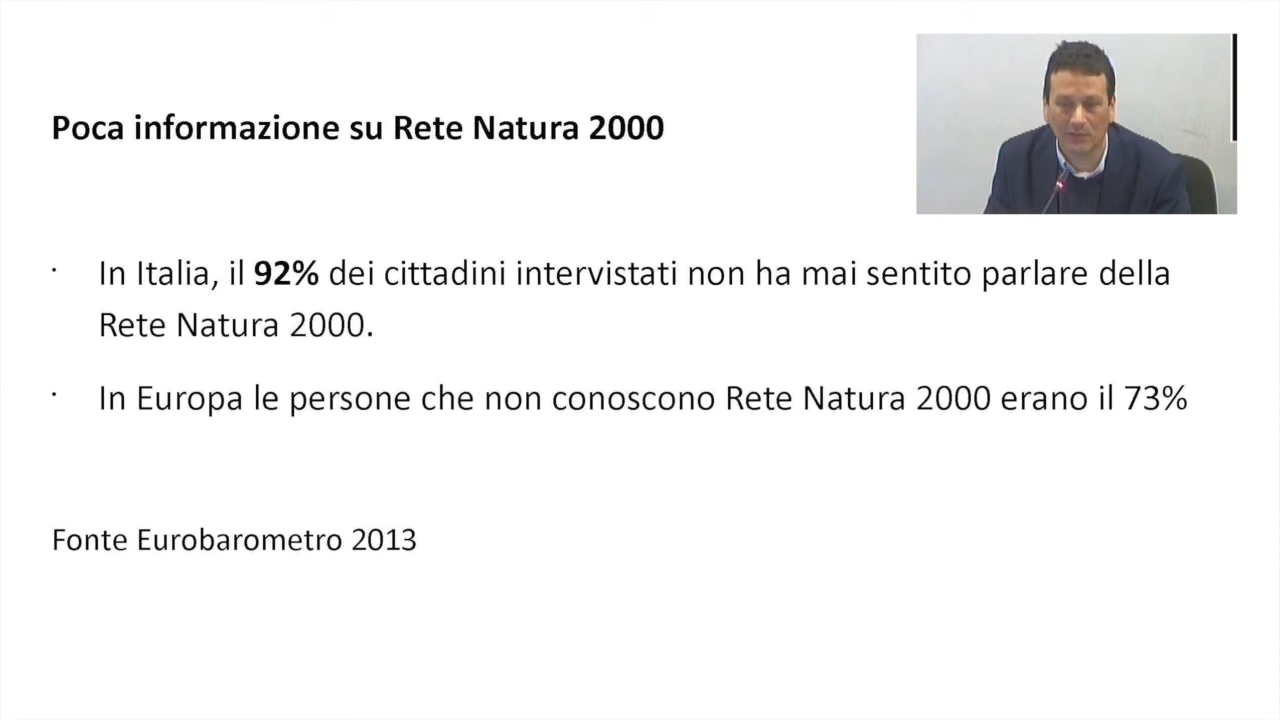 Poca informazione su Rete Natura 2000
· In Italia, il 92% dei cittadini intervistati non ha mai sentito parlare della
Rete Natura 2000.
· In Europa le persone che non conoscono Rete Natura 2000 erano il 73%
Fonte Eurobarometro 2013